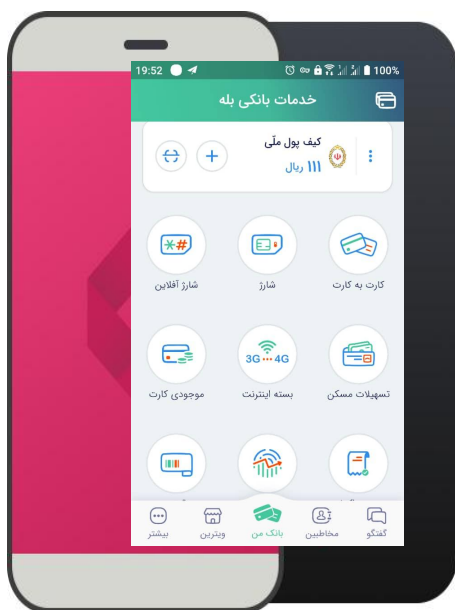 19:52 100%
خدمات بانکی بله
کیف پول ملّی
۱۱۱ ریال
کارت به کارت شارژ شارژ آفلاین
3G 4G
تسهیلات مسکن بسته اینترنت موجودی کارت
گفتگو مخاطبین بانک من ویترین بیشتر